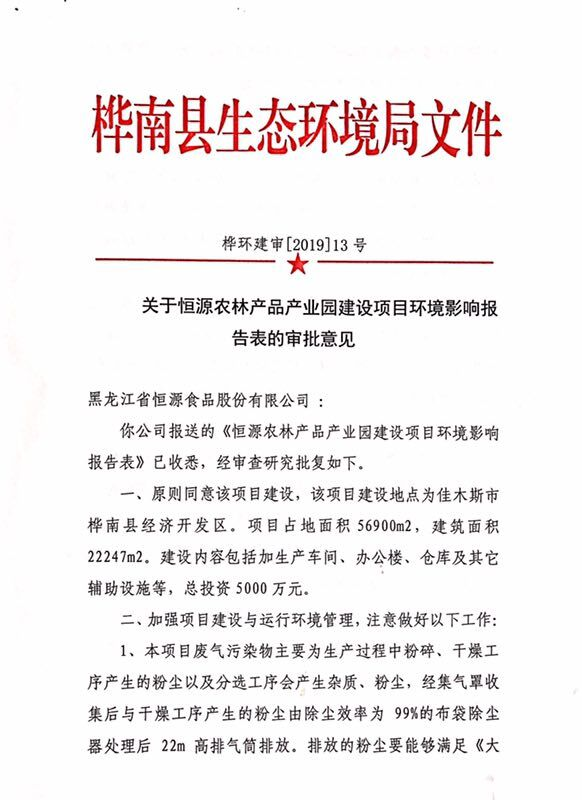 桦南县生态环境局文件
桦环建审[2019]13 号
关于恒源农林产品产业园建设项目环境影响报
告表的审批意见
黑龙江省恒源食品股份有限公司：
你公司报送的《恒源农林产品产业园建设项目环境影响
报告表》已收悉，经审查研究批复如下。
一、原则同意该项目建设，该项目建设地点为佳木斯市
桦南县经济开发区。项目占地面积 56900m2，建筑面积
22247m2。建设内容包括加生产车间、办公楼、仓库及其它
辅助设施等，总投资 5000 万元。
二、加强项目建设与运行环境管理，注意做好以下工作：
1、本项目废气污染物主要为生产过程中粉碎、干燥工
序产生的粉尘以及分选工序会产生杂质、粉尘，经集气罩收
集后与干燥工序产生的粉尘由除尘效率为 99%的布袋除尘
器处理后 22m 高排气筒排放。排放的粉尘要能够满足《大